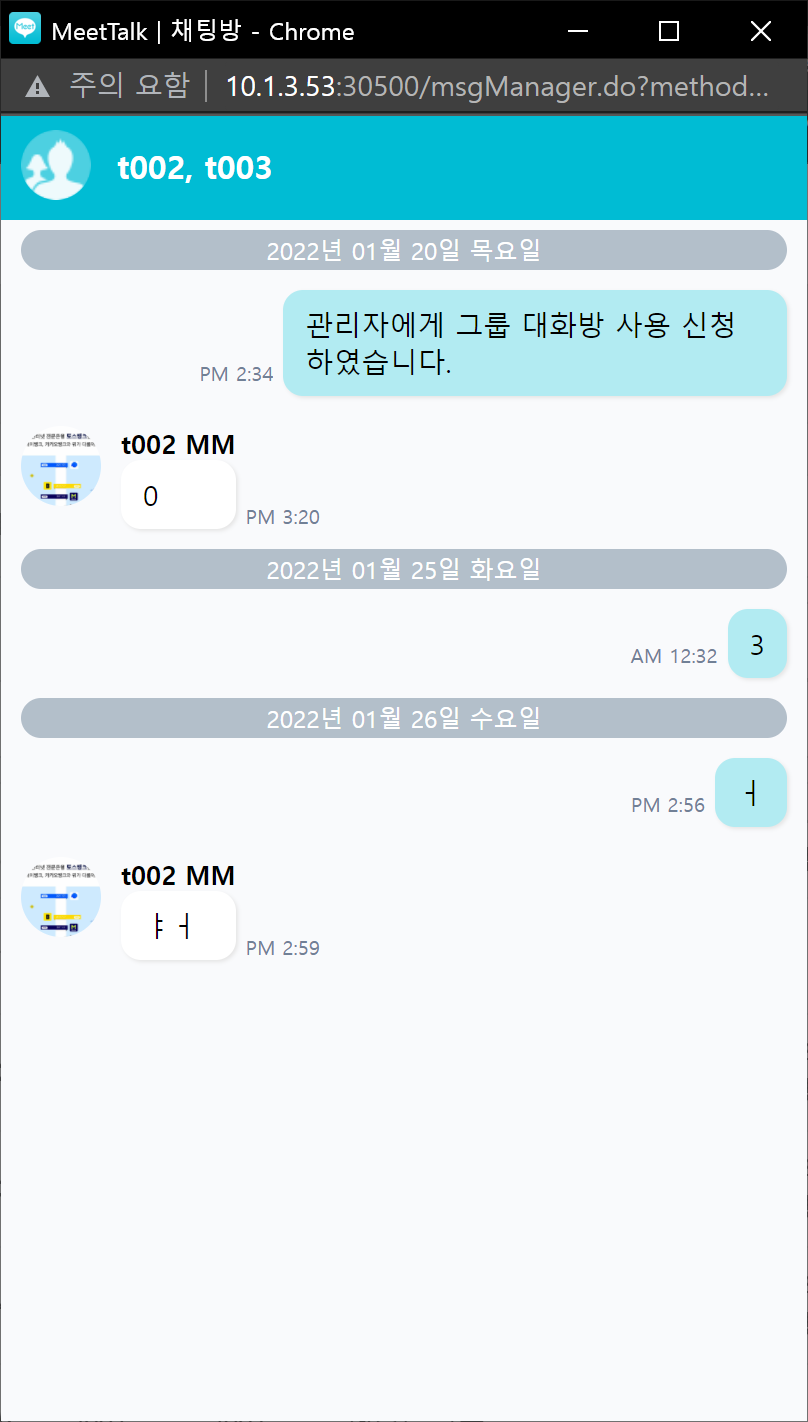 MeetTalk | 채팅방 - Chrome
주의 요함 | 10.1.3.53:30500/msgManager.do?method...
t002, t003
2022년 01월 20일 목요일
관리자에게 그룹 대화방 사용 신청
하였습니다.
PM 2:34
t002 MM
0
PM 3:20
2022년 01월 25일 화요일
3
AM 12:32
2022년 01월 26일 수요일
ㅓ
PM 2:56
t002 MM
ㅑㅓ
PM 2:59